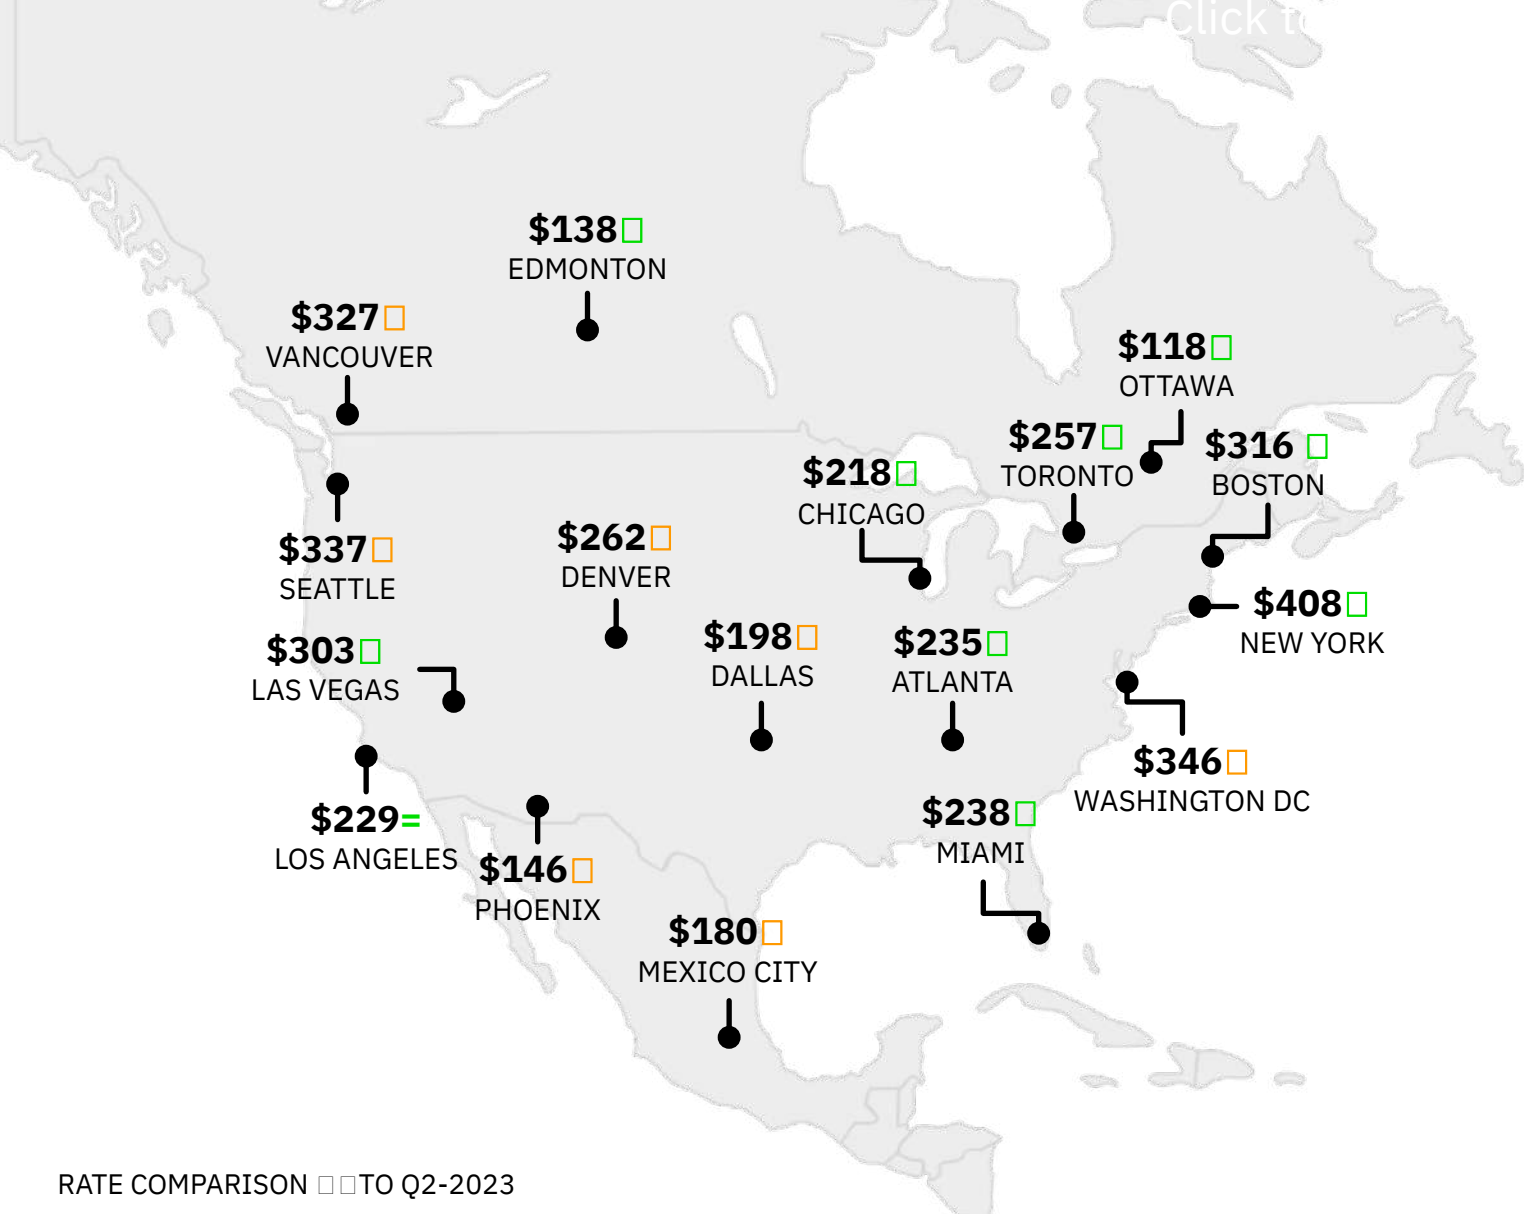 Click to
$138
EDMONTON
$327
VANCOUVER
$118
OTTAWA
$257
TORONTO
$316
BOSTON
$218
CHICAGO
$337
SEATTLE
$262
DENVER
$408
NEW YORK
$303
LAS VEGAS
$198
DALLAS
$235
ATLANTA
$346
WASHINGTON DC
$229=
LOS ANGELES
$238
MIAMI
$146
PHOENIX
$180
MEXICO CITY
RATE COMPARISON TO Q2-2023